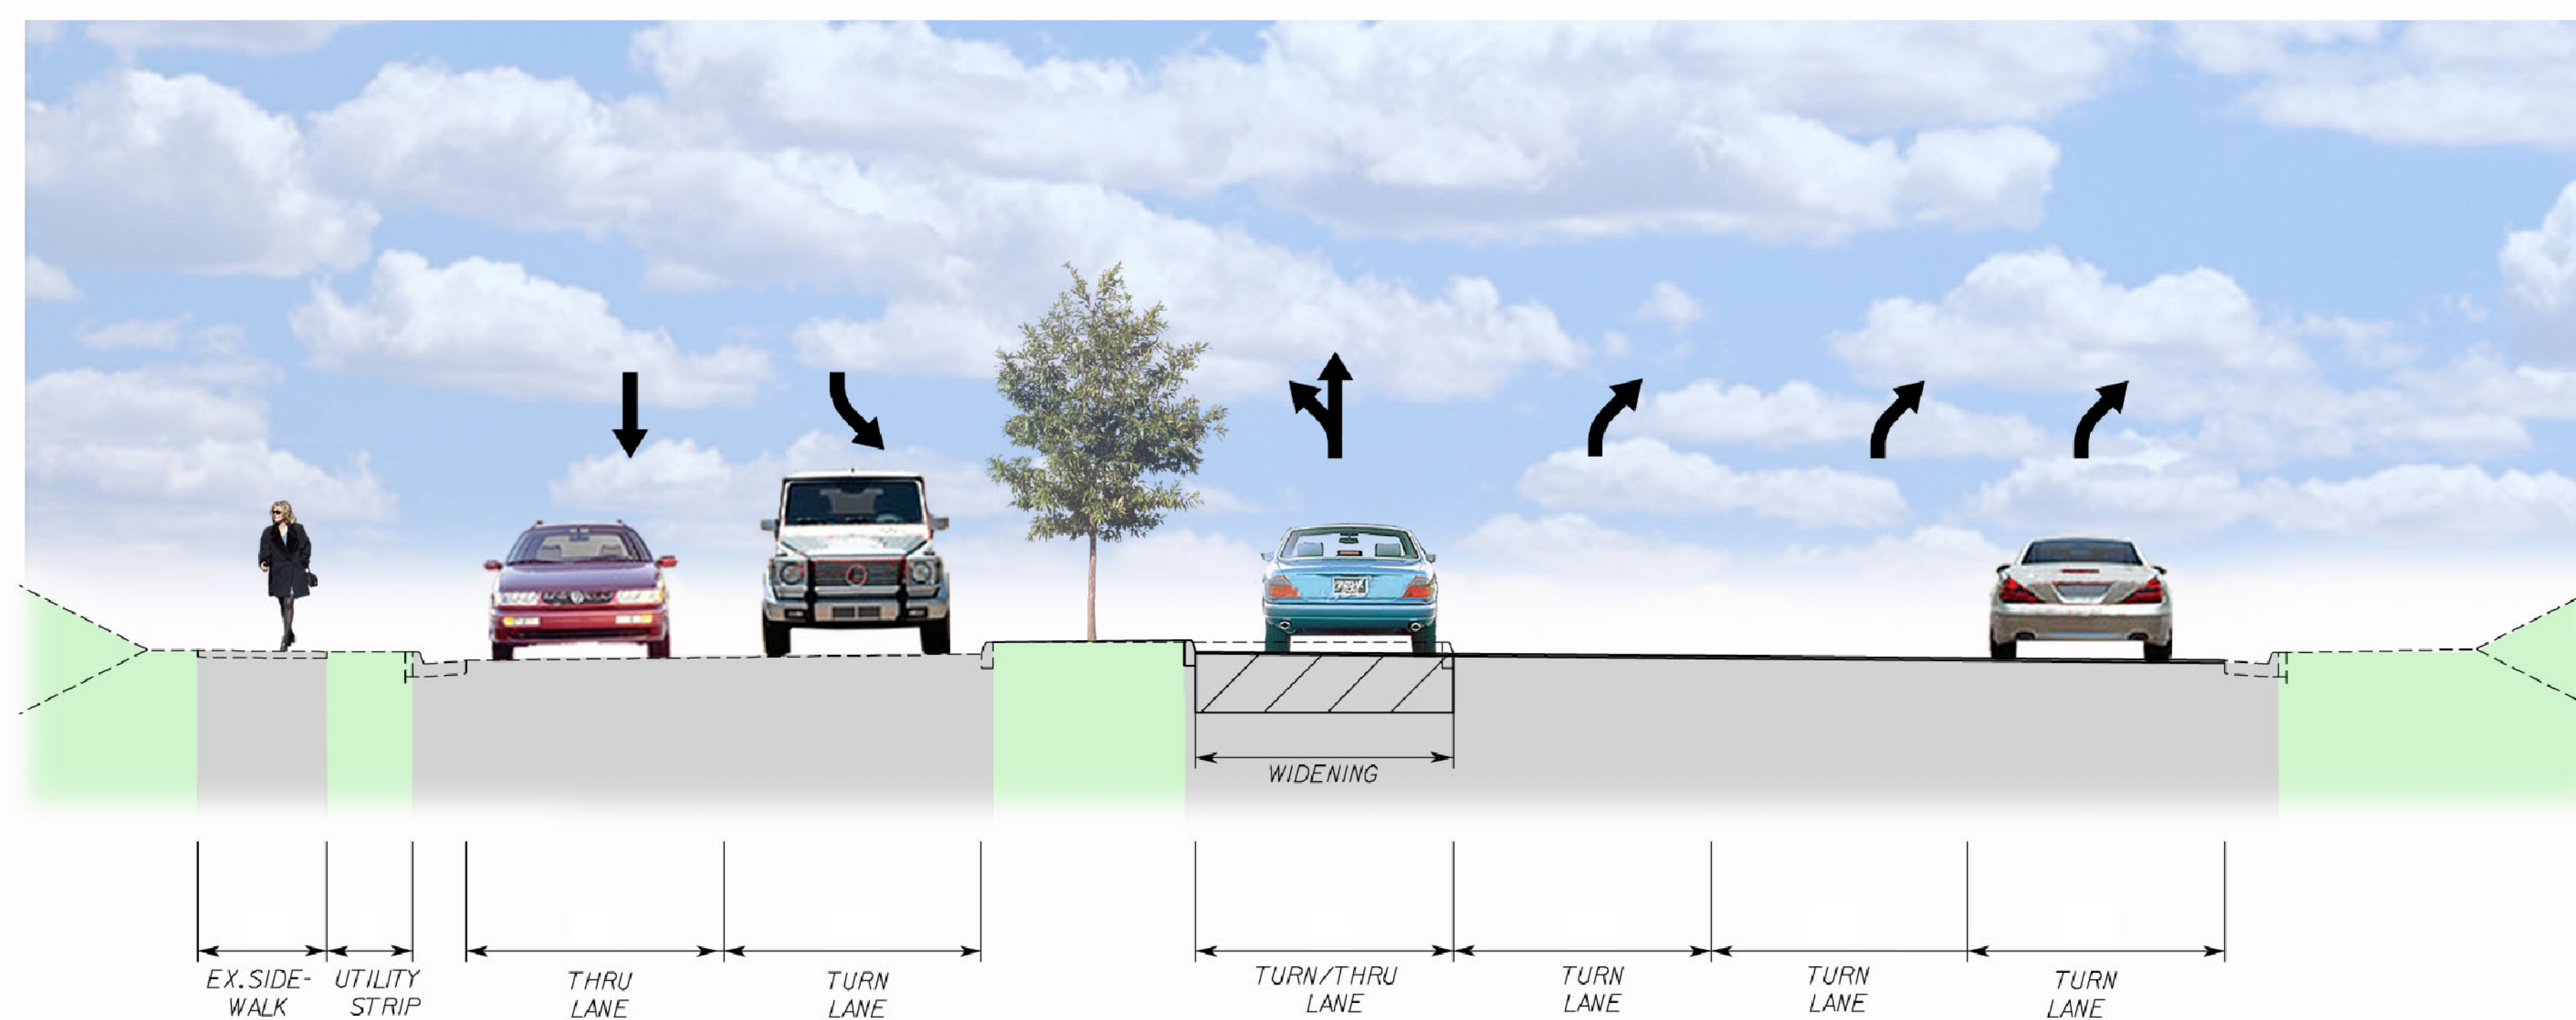 WIDENING
EX.SIDE-
WALK
UTILITY
STRIP
THRU
LANE
TURN
LANE
TURN/THRU
LANE
TURN
LANE
TURN
LANE
TURN
LANE